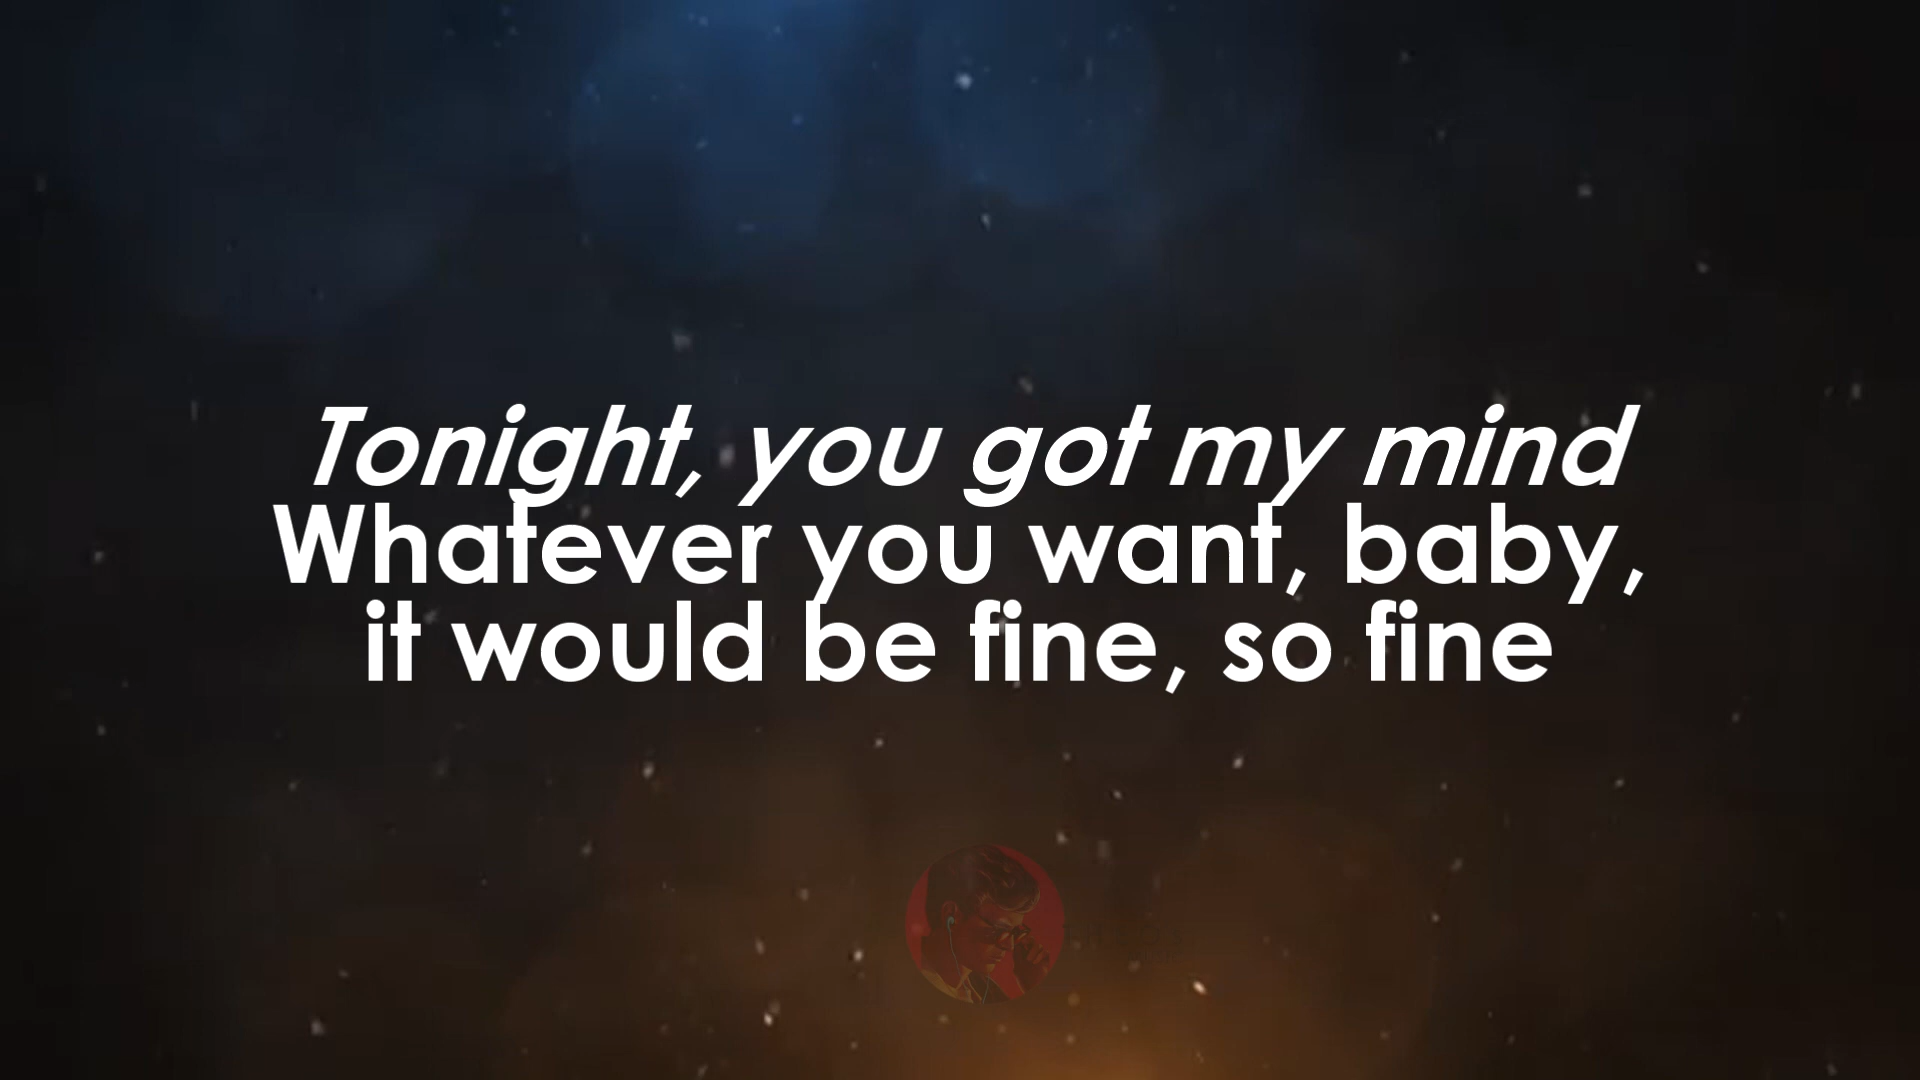 Tonight, you got my mind
Whatever you want, baby,
it would be fine, so fine